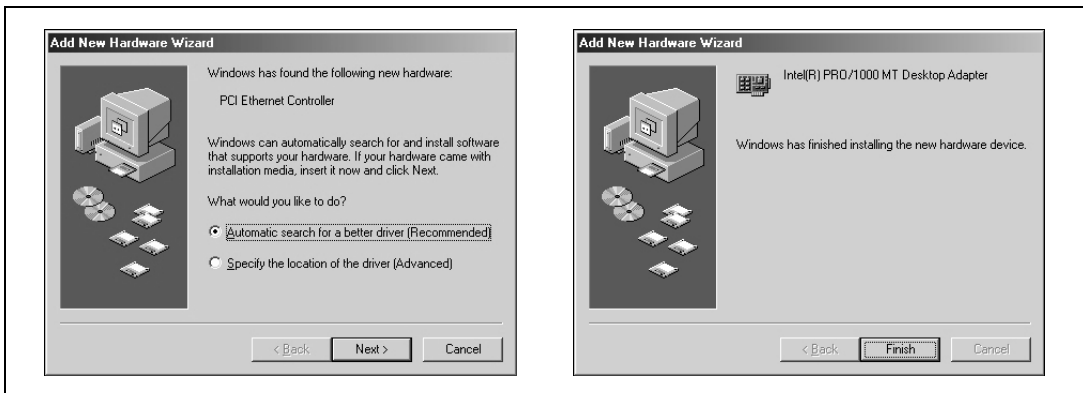 Add New Hardware Wizard
Windows has found the following new hardware:
PCI Ethernet Controller
Windows can automatically search for and install software
that supports your hardware. If your hardware came with
installation media, insert it now and click Next.
What would you like to do?
Automatic search for a better driver (Recommended)
Specify the location of the driver (Advanced)
< Back
Next >
Cancel
Add New Hardware Wizard
Intel(R) PRO/1000 MT Desktop Adapter
Windows has finished installing the new hardware device.
< Back
Finish
Cancel